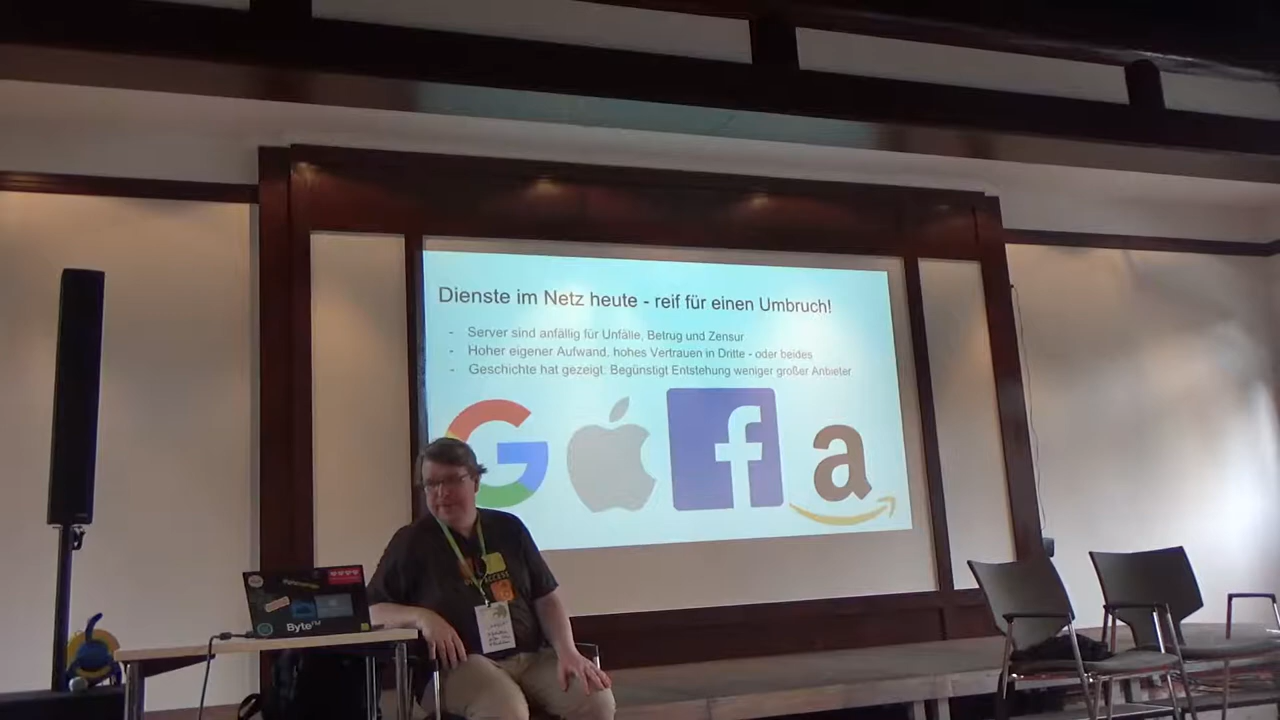 Dienste im Netz heute - reif für einen Umbruch!
- Server sind anfällig für Unfälle, Betrug und Zensur
- Hoher eigener Aufwand, hohes Vertrauen in Dritte - oder beides
- Geschichte hat gezeigt: Begünstigt Entstehung weniger großer Anbieter
Byte